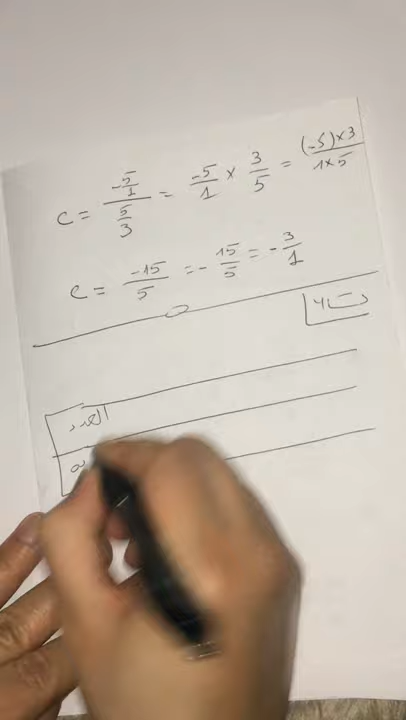 C = (-5/1)/(5/3) = -5/1 × 3/5 = (-5)×3/1×5
C = -15/5 = - 15/5 = - 3/1
ت4
العدد